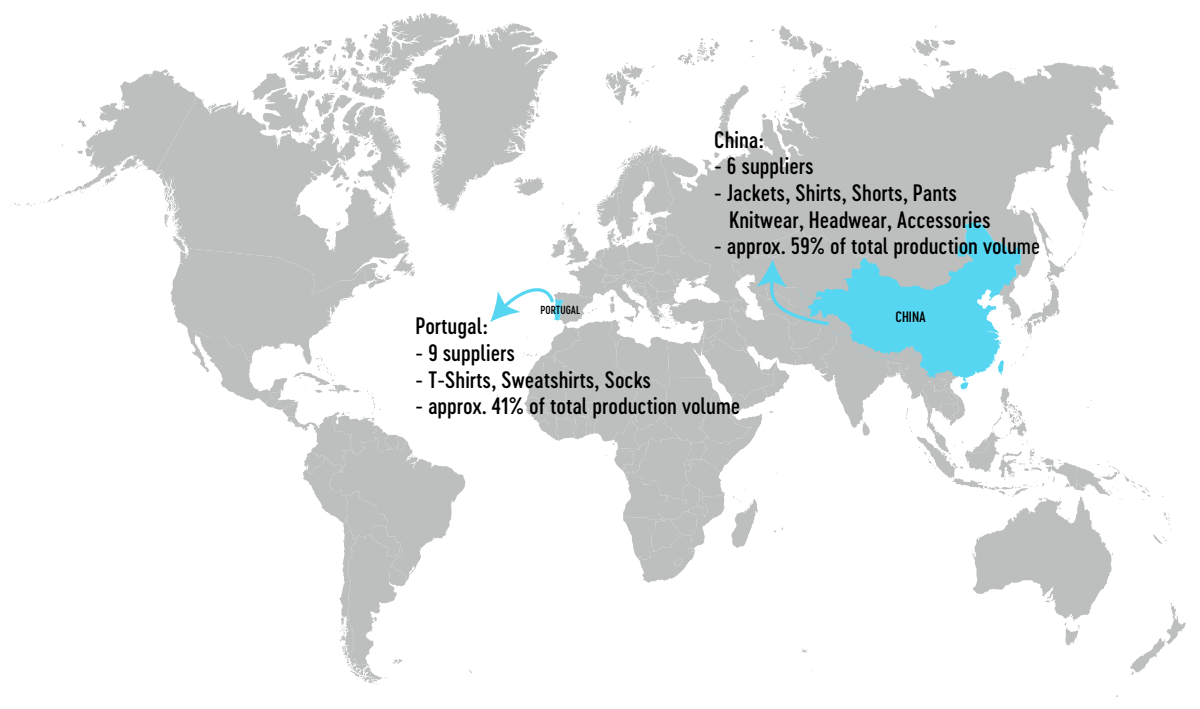 China:
- 6 suppliers
- Jackets, Shirts, Shorts, Pants
Knitwear, Headwear, Accessories
- approx. 59% of total production volume
PORTUGAL
CHINA
Portugal:
- 9 suppliers
- T-Shirts, Sweatshirts, Socks
- approx. 41% of total production volume